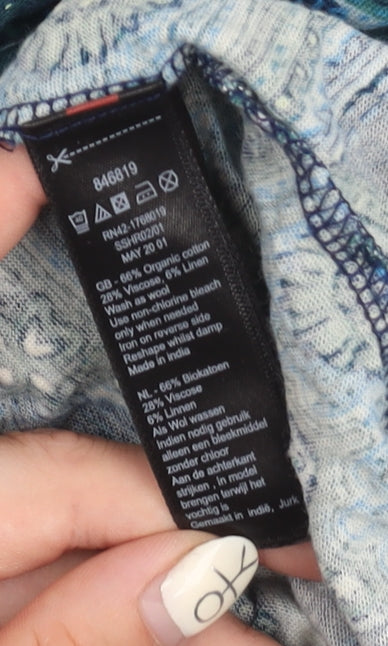 846819
RN42-1768019
SSHR02/01
MAY 20 01
GB - 66% Organic cotton
28% Viscose, 6% Linen
Wash as wool
Use non-chlorine bleach
only when needed
Iron on reverse side
Reshape whilst damp
Made in India
NL - 66% Biokatoen
28% Viscose
6% Linnen
Als Wol wassen
Indien nodig gebruik
alleen een bleekmiddel
zonder chloor
Aan de achterkant
strijken , in model
brengen terwijl het
vochtig is
Gemaakt in indië, Jurk